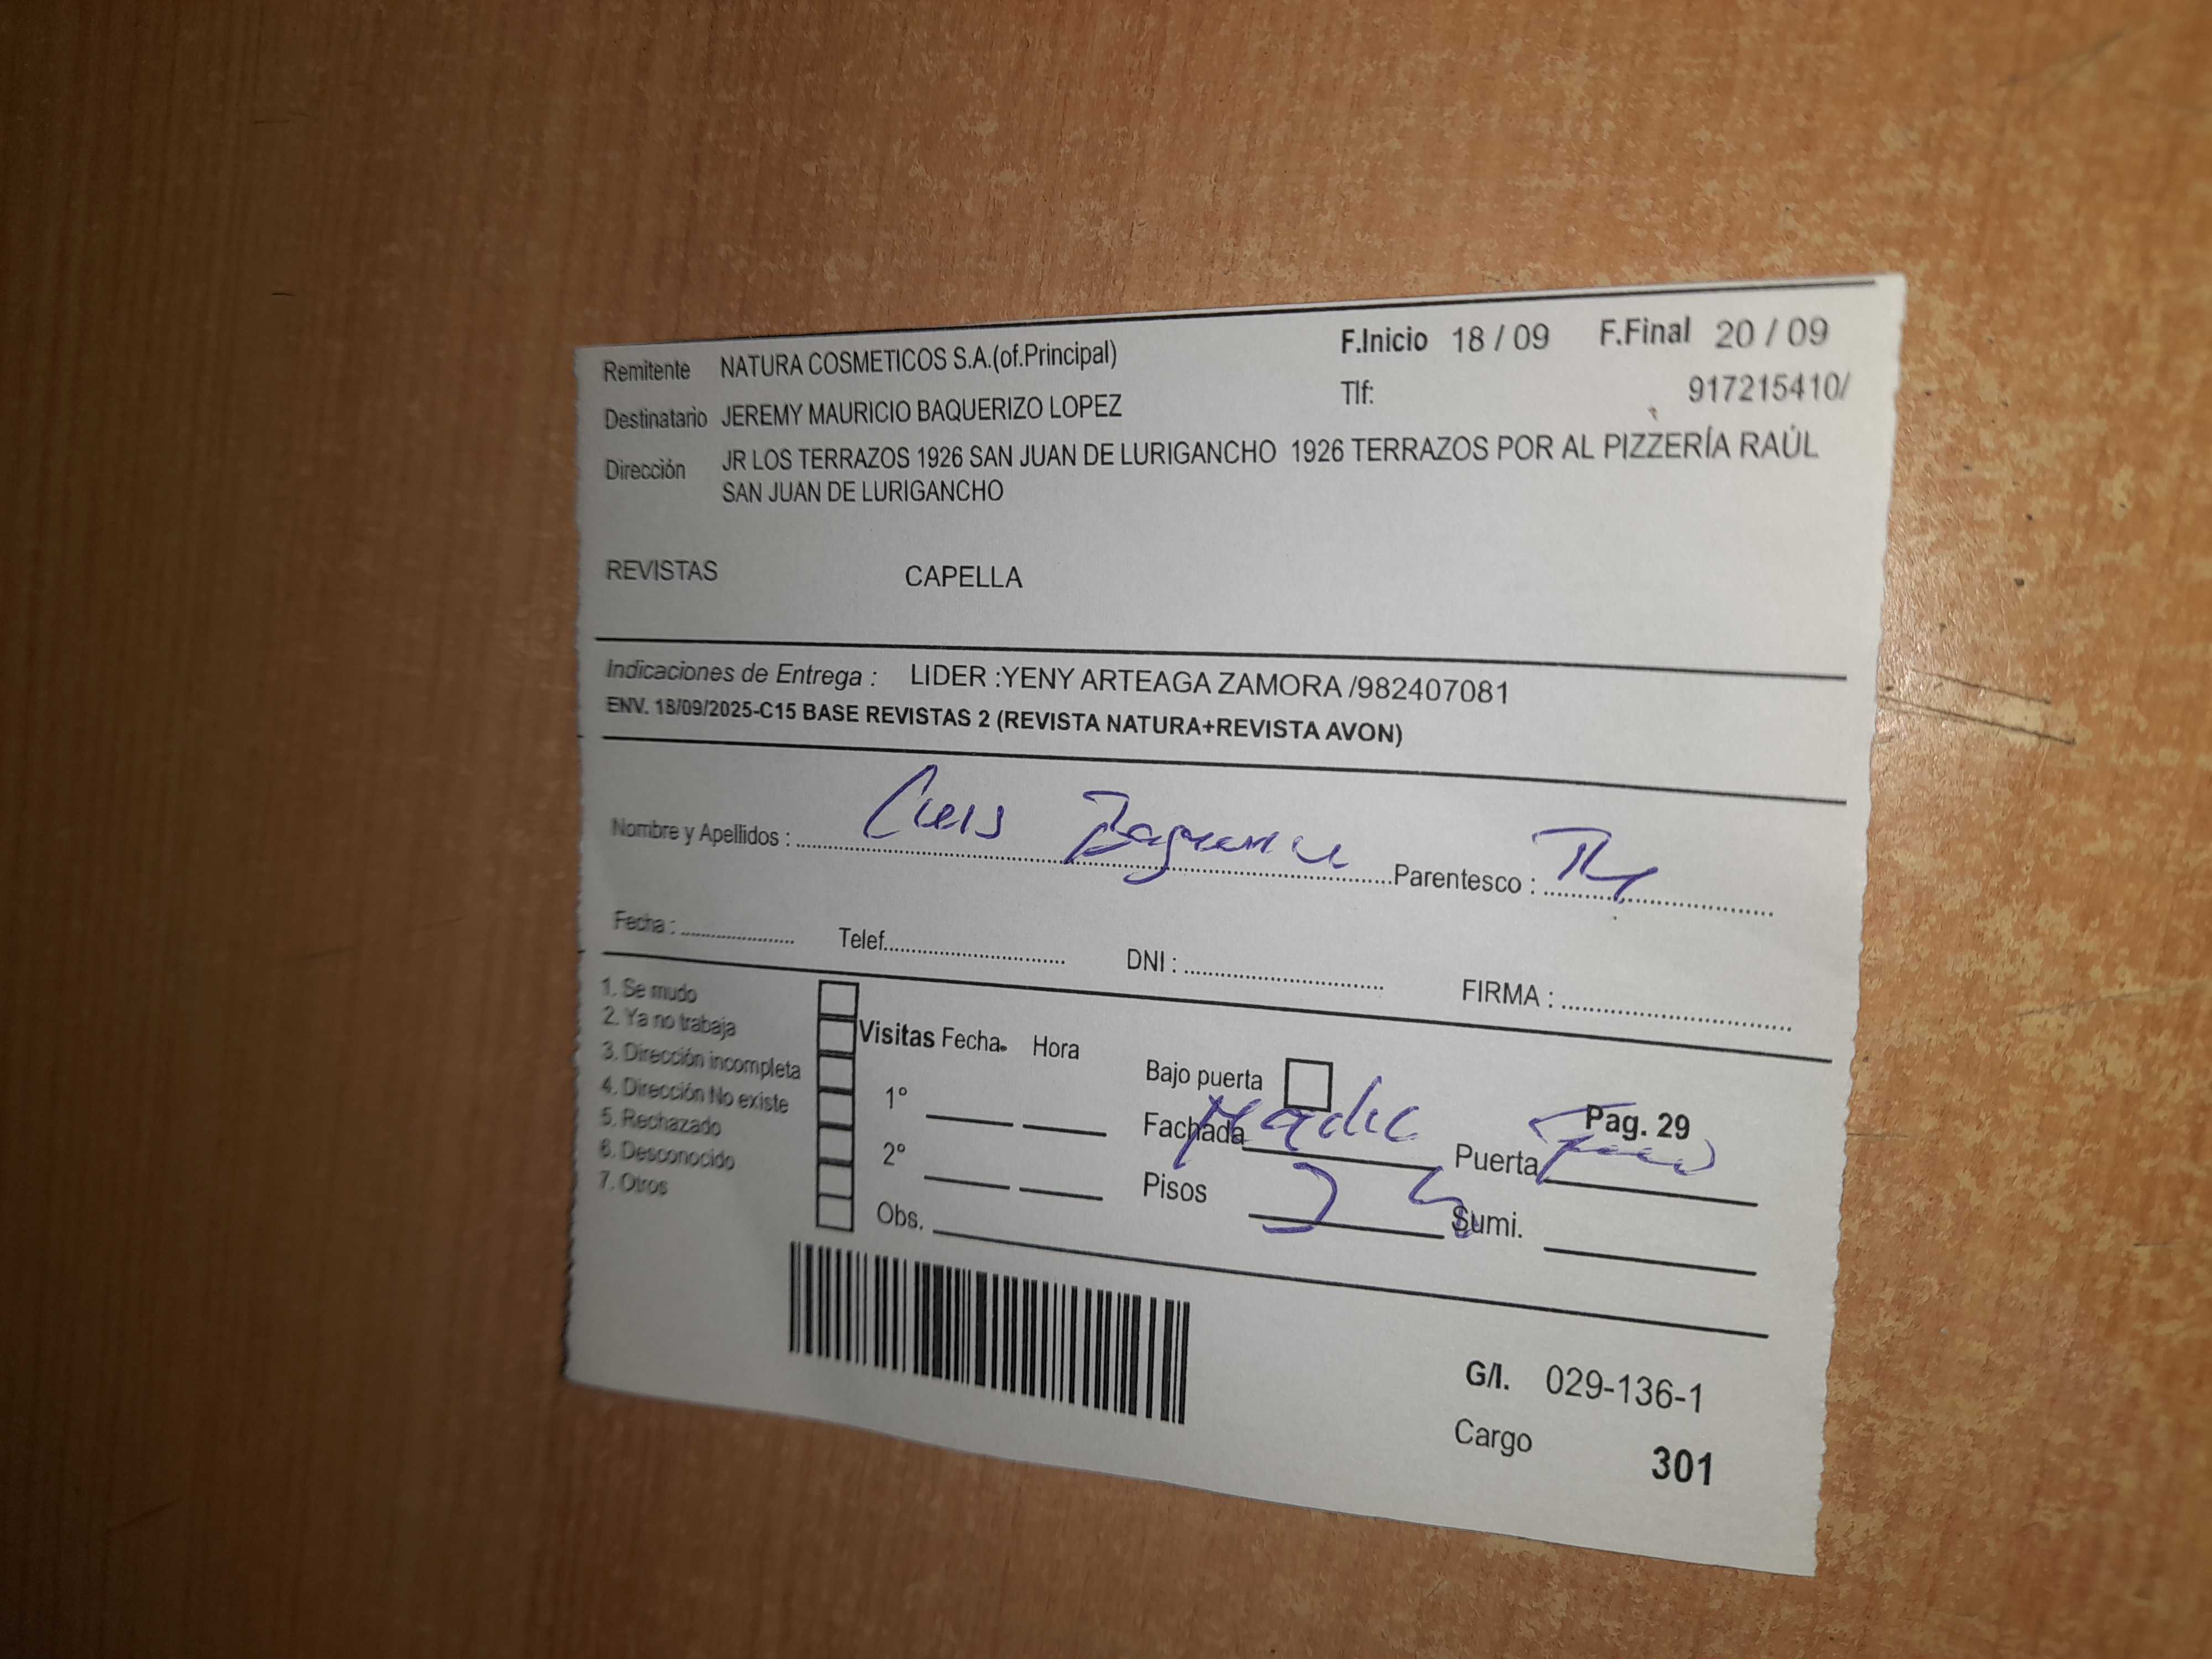 Remitente NATURA COSMETICOS S.A.(of.Principal) F.Inicio 18 / 09 F.Final 20 / 09
Destinatario JEREMY MAURICIO BAQUERIZO LOPEZ Tlf: 917215410/
Dirección JR LOS TERRAZOS 1926 SAN JUAN DE LURIGANCHO 1926 TERRAZOS POR AL PIZZERÍA RAÚL
SAN JUAN DE LURIGANCHO
REVISTAS CAPELLA
Indicaciones de Entrega : LIDER :YENY ARTEAGA ZAMORA /982407081
ENV. 18/09/2025-C15 BASE REVISTAS 2 (REVISTA NATURA+REVISTA AVON)
Nombre y Apellidos : Luis Parentesco :
Fecha : Telef. DNI : FIRMA :
1. Se mudo
2. Ya no trabaja
3. Dirección incompleta
4. Dirección No existe
5. Rechazado
6. Desconocido
7. Otros
Visitas Fecha. Hora
1°
2°
Obs.
Bajo puerta
Fachada
Pisos 2
Pag. 29
Puerta
Sumi.
G/I. 029-136-1
Cargo 301